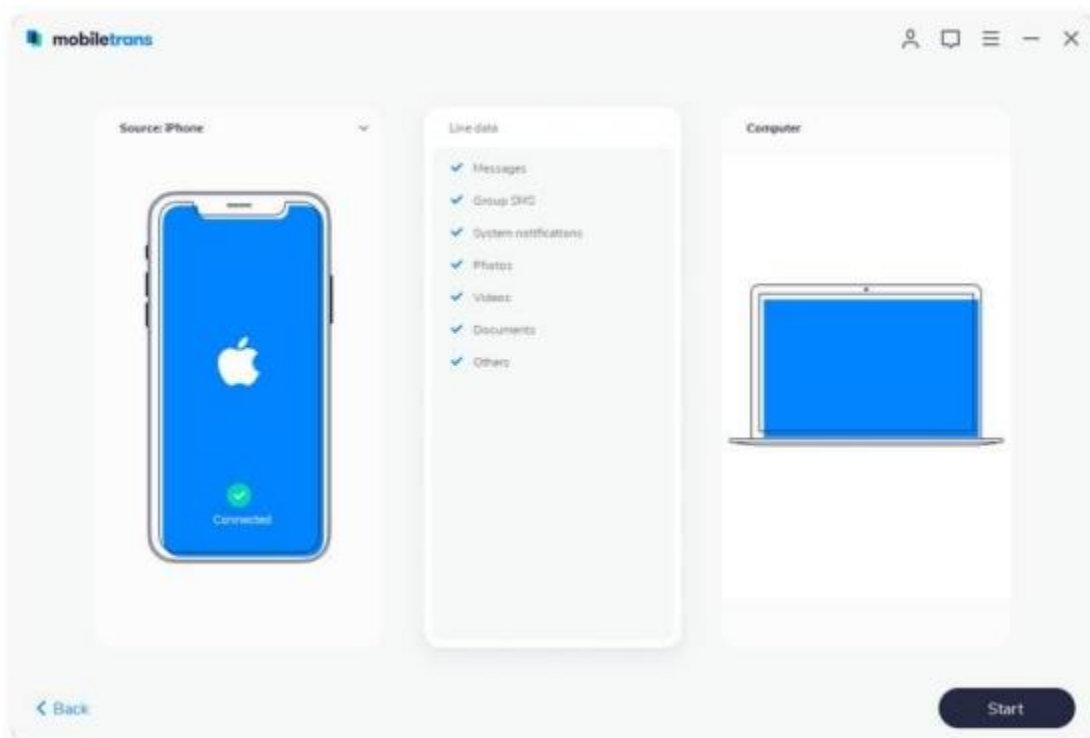 mobiletrans
Source: iPhone
Line data
Computer
Messages
Group SMS
System notifications
Photos
Videos
Documents
Others
Connected
Back
Start